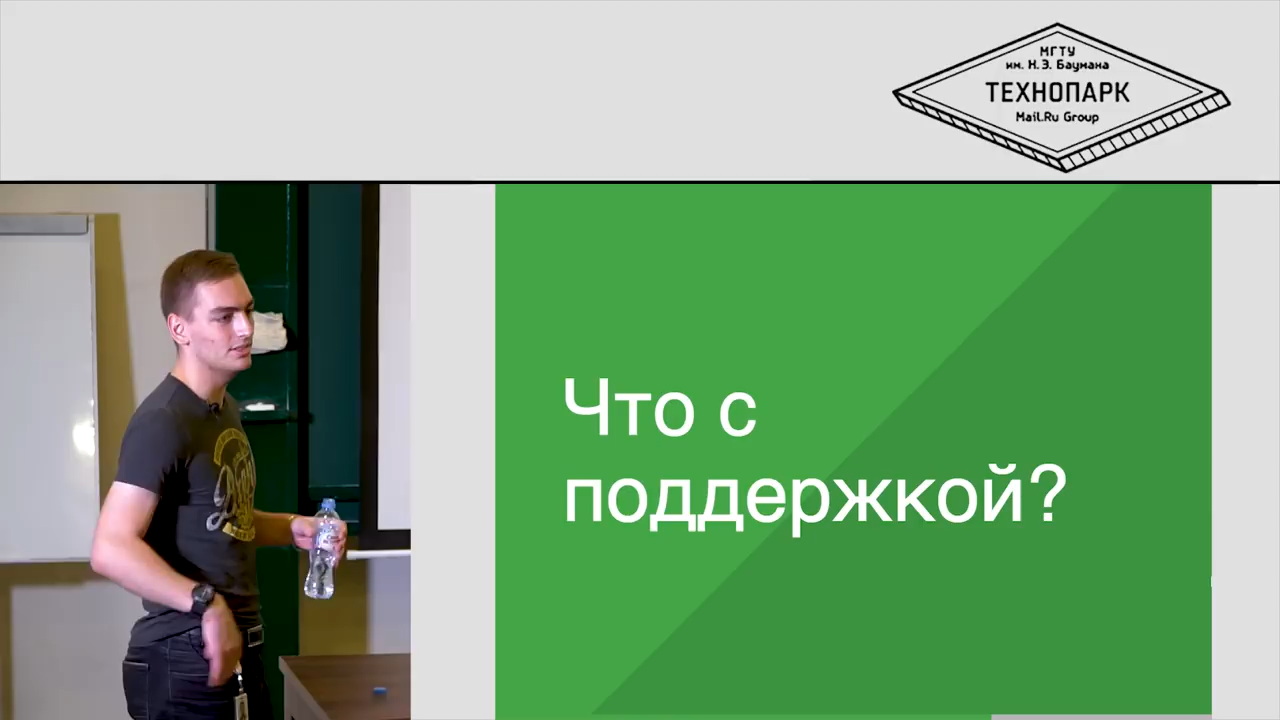 МГТУ
им. Н.Э. Баумана
ТЕХНОПАРК
Mail.Ru Group
Что с
поддержкой?